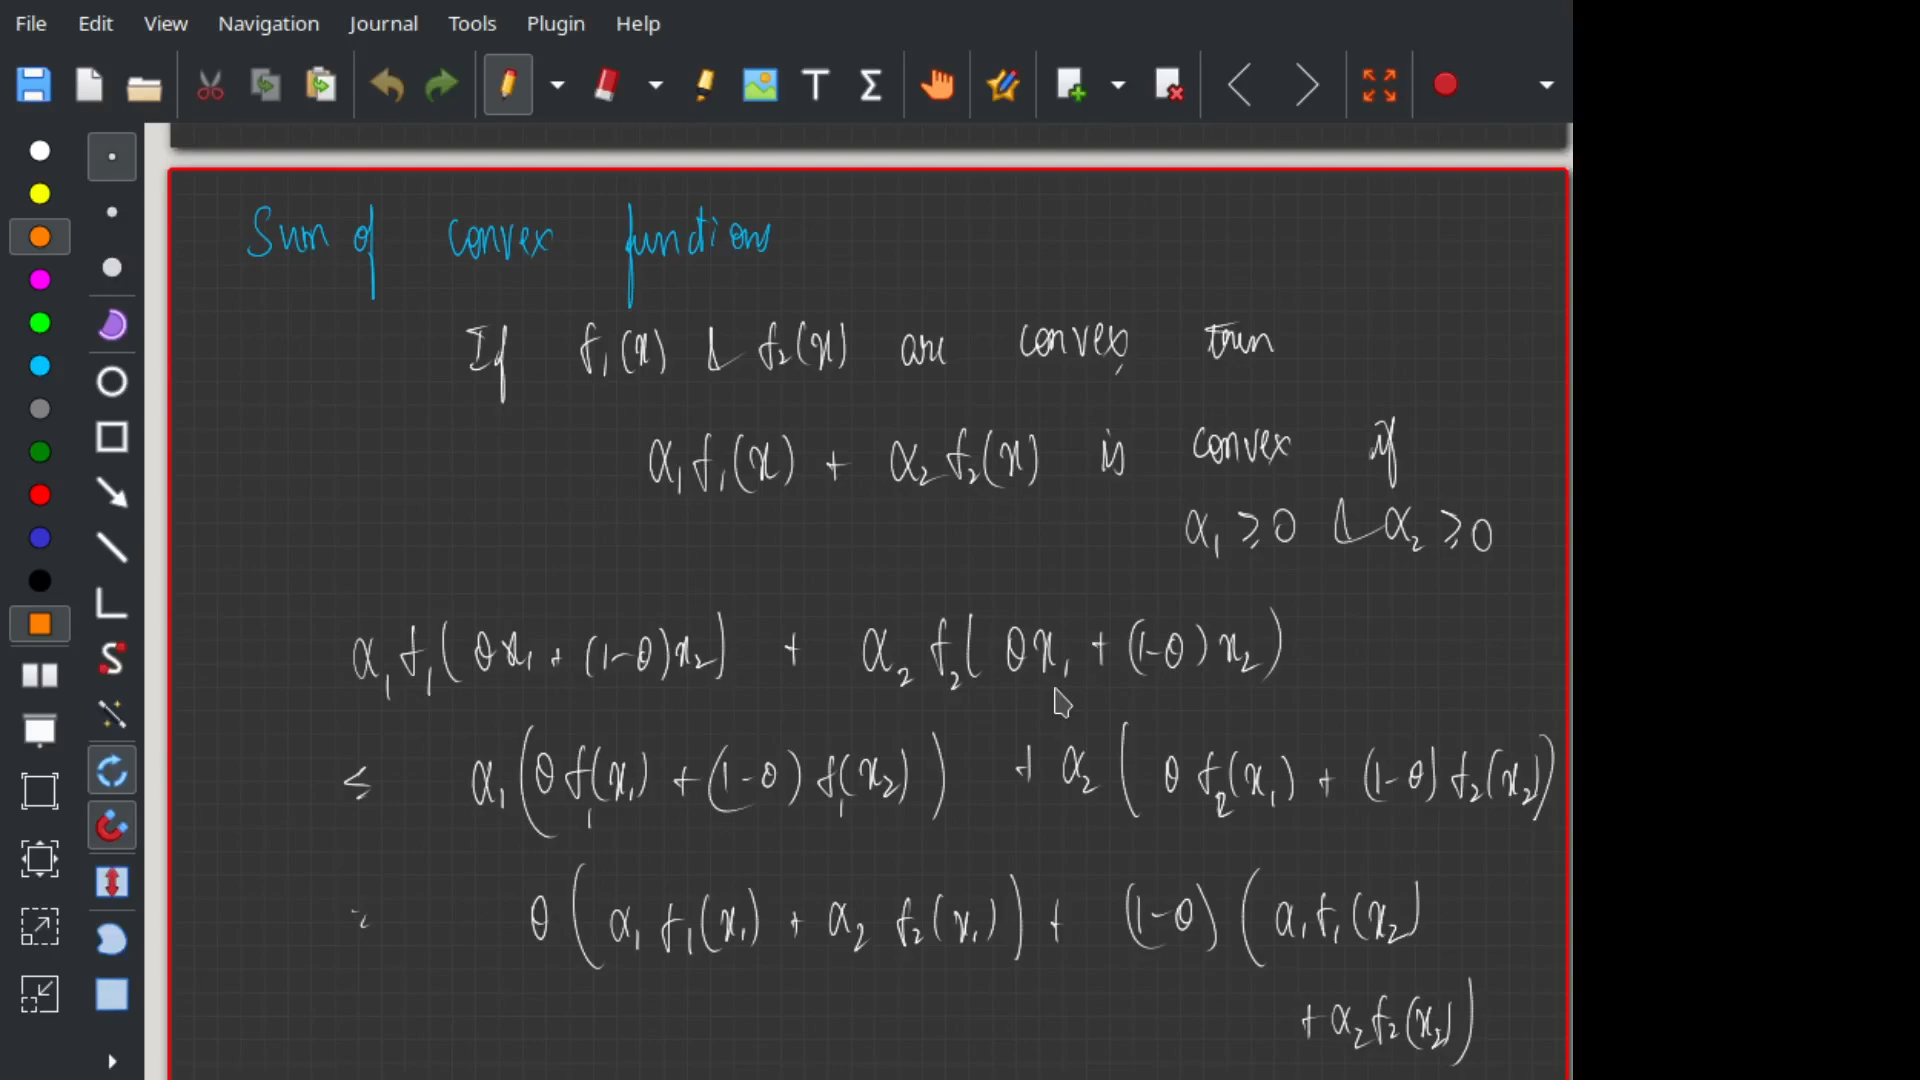 File Edit View Navigation Journal Tools Plugin Help
Sum of convex functions
If f₁(x) & f₂(x) are convex, then
α₁f₁(x) + α₂f₂(x) is convex if
α₁ ≥ 0 & α₂ ≥ 0
α₁f₁(θx₁ + (1-θ)x₂) + α₂f₂(θx₁ + (1-θ)x₂)
≤ α₁(θf₁(x₁) + (1-θ)f₁(x₂)) + α₂(θf₂(x₁) + (1-θ)f₂(x₂))
= θ(α₁f₁(x₁) + α₂f₂(x₁)) + (1-θ)(α₁f₁(x₂)
+ α₂f₂(x₂))